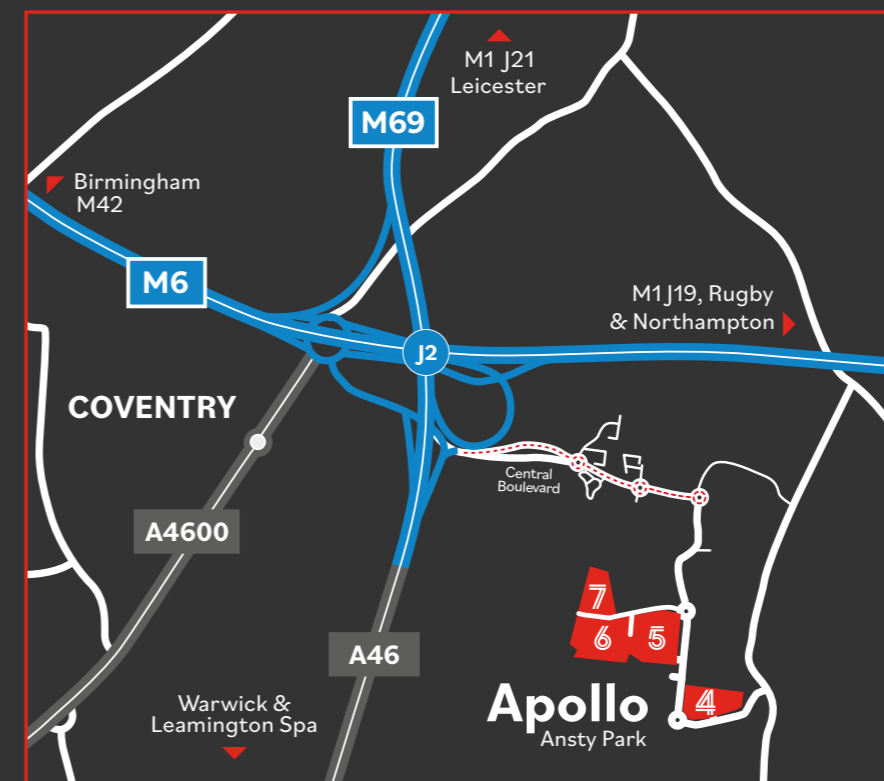 M1 J21
Leicester
M69
Birmingham
M42
M6
M1 J19, Rugby
& Northampton
J2
COVENTRY
Central
Boulevard
A4600
7
6
5
A46
4
Apollo
Ansty Park
Warwick &
Leamington Spa